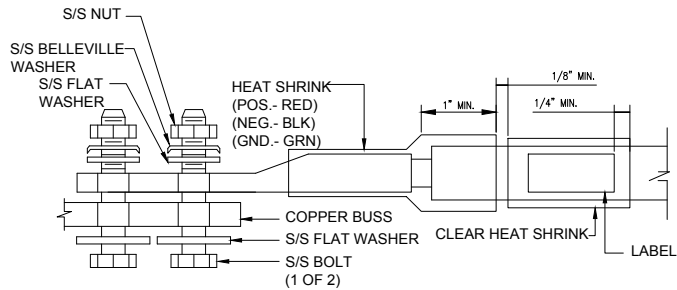 S/S NUT
S/S BELLEVILLE
WASHER
S/S FLAT
WASHER
HEAT SHRINK
(POS.- RED)
(NEG.- BLK)
(GND.- GRN)
1" MIN.
1/8" MIN.
1/4" MIN.
COPPER BUSS
S/S FLAT WASHER
S/S BOLT
(1 OF 2)
CLEAR HEAT SHRINK
LABEL